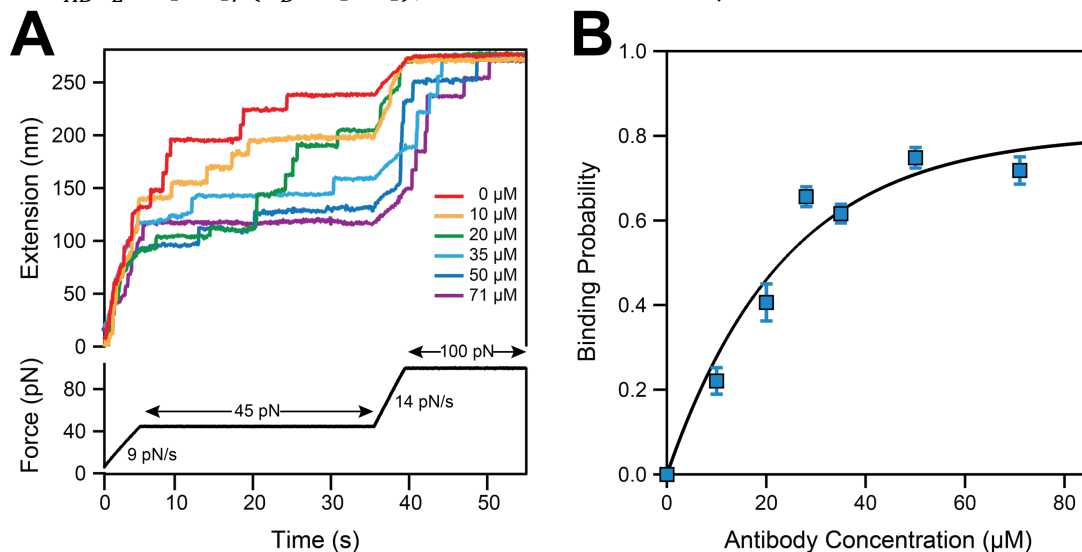 A
Extension (nm)
250
200
150
100
50
0
0 µM
10 µM
20 µM
35 µM
50 µM
71 µM
Force (pN)
80
40
0
9 pN/s
45 pN
14 pN/s
100 pN
0 10 20 30 40 50
Time (s)
B
Binding Probability
1.0
0.8
0.6
0.4
0.2
0.0
0 20 40 60 80
Antibody Concentration (µM)